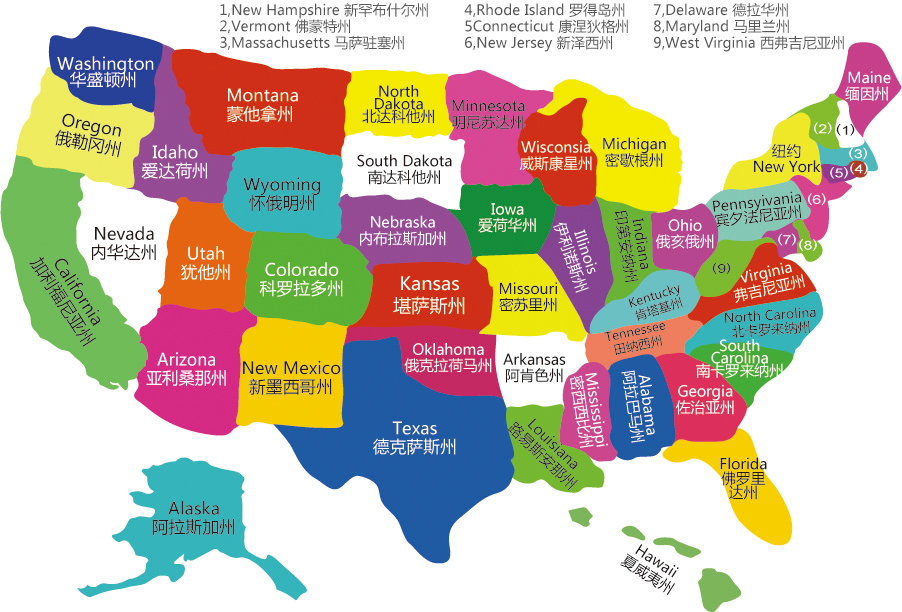 1,New Hampshire 新罕布什尔州
2,Vermont 佛蒙特州
3,Massachusetts 马萨驻塞州
4,Rhode Island 罗得岛州
5Connecticut 康涅狄格州
6,New Jersey 新泽西州
7,Delaware 德拉华州
8,Maryland 马里兰州
9,West Virginia 西弗吉尼亚州
Washington
华盛顿州
Oregon
俄勒冈州
Idaho
爱达荷州
Montana
蒙他拿州
North
Dakota
北达科他州
Minnesota
明尼苏达州
Wisconsia
威斯康星州
Michigan
密歇根州
Maine
缅因州
(1)
(2)
(3)
(4)
(5)
纽约
New York
South Dakota
南达科他州
Wyoming
怀俄明州
Nevada
内华达州
Utah
犹他州
Colorado
科罗拉多州
Nebraska
内布拉斯加州
Iowa
爱荷华州
Illinois
伊利诺斯州
Indiana
印第安纳州
Ohio
俄亥俄州
Pennsyivania
宾夕法尼亚州
(6)
(7)
(8)
(9)
California
加利福尼亚州
Kansas
堪萨斯州
Missouri
密苏里州
Kentucky
肯塔基州
Virginia
弗吉尼亚州
Tennessee
田纳西州
North Carolina
北卡罗来纳州
South
Carolina
南卡罗来纳州
Arizona
亚利桑那州
New Mexico
新墨西哥州
Oklahoma
俄克拉荷马州
Arkansas
阿肯色州
Mississippi
密西西比州
Alabama
阿拉巴马州
Georgia
佐治亚州
Texas
德克萨斯州
Louisiana
路易斯安那州
Florida
佛罗里
达州
Alaska
阿拉斯加州
Hawaii
夏威夷州